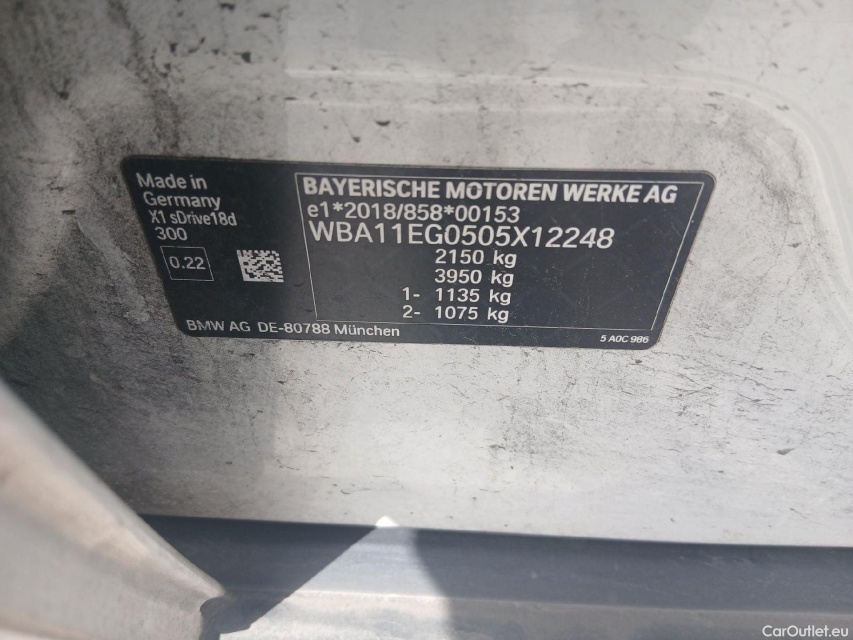 Made in
Germany
X1 sDrive18d
300
0.22
BAYERISCHE MOTOREN WERKE AG
e1*2018/858*00153
WBA11EG0505X12248
2150 kg
3950 kg
1- 1135 kg
2- 1075 kg
BMW AG DE-80788 München
5 A0C 986
CarOutlet.eu